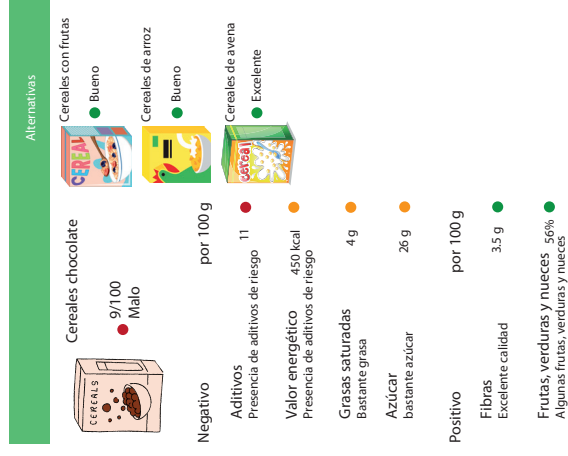 Cereales chocolate
9/100
Malo
CEREALS
Negativo
por 100 g
Aditivos
11
Presencia de aditivos de riesgo
Valor energético
450 kcal
Presencia de aditivos de riesgo
Grasas saturadas
4 g
Bastante grasa
Azúcar
26 g
bastante azúcar
Positivo
por 100 g
Fibras
3.5 g
Excelente calidad
Frutas, verduras y nueces
56%
Algunas frutas, verduras y nueces
Alternativas
Cereales con frutas
Bueno
CEREAL
Cereales de arroz
Bueno
Cereales de avena
Excelente
cereal